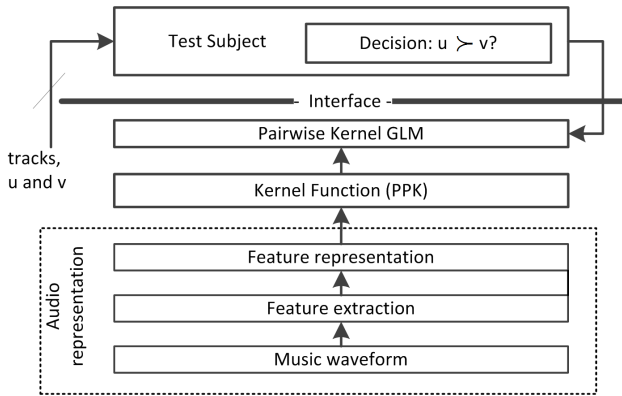 Test Subject
Decision: u ≻ v?
- Interface -
Pairwise Kernel GLM
tracks,
u and v
Kernel Function (PPK)
Audio
representation
Feature representation
Feature extraction
Music waveform